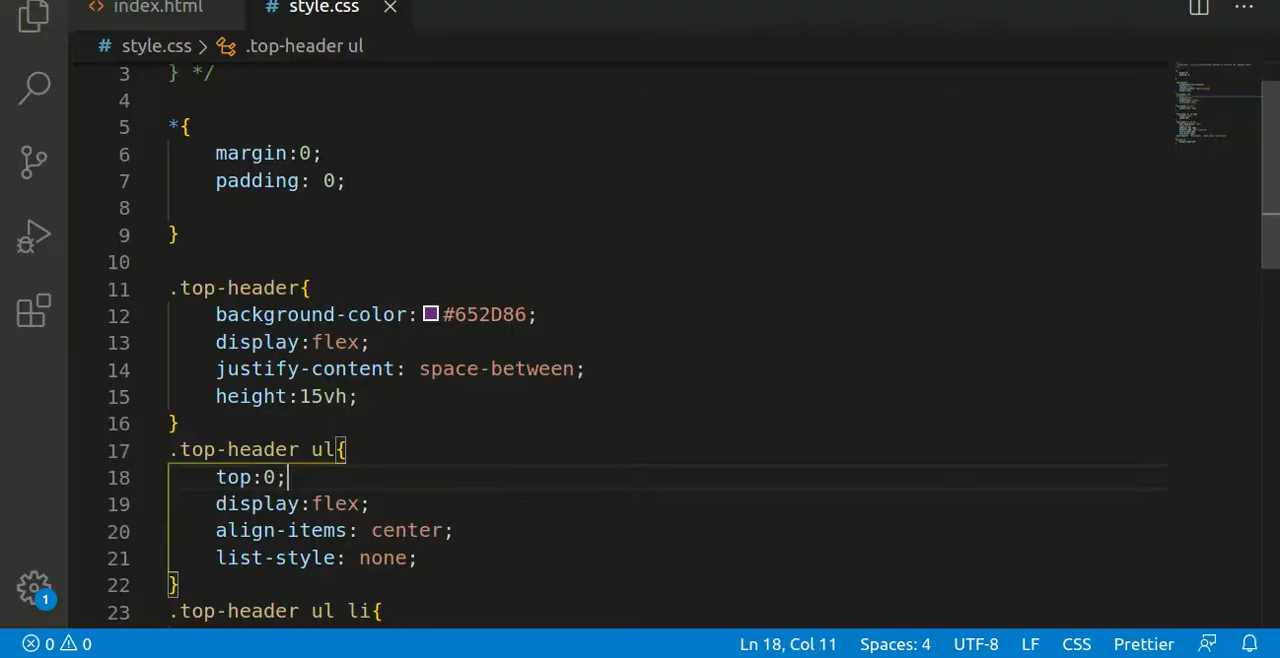 <> index.html # style.css × ···
# style.css > .top-header ul
3 } */
4
5 *{
6 margin:0;
7 padding: 0;
8
9 }
10
11 .top-header{
12 background-color: #652D86;
13 display:flex;
14 justify-content: space-between;
15 height:15vh;
16 }
17 .top-header ul{
18 top:0;
19 display:flex;
20 align-items: center;
21 list-style: none;
22 }
23 .top-header ul li{
1
0 0 Ln 18, Col 11 Spaces: 4 UTF-8 LF CSS Prettier